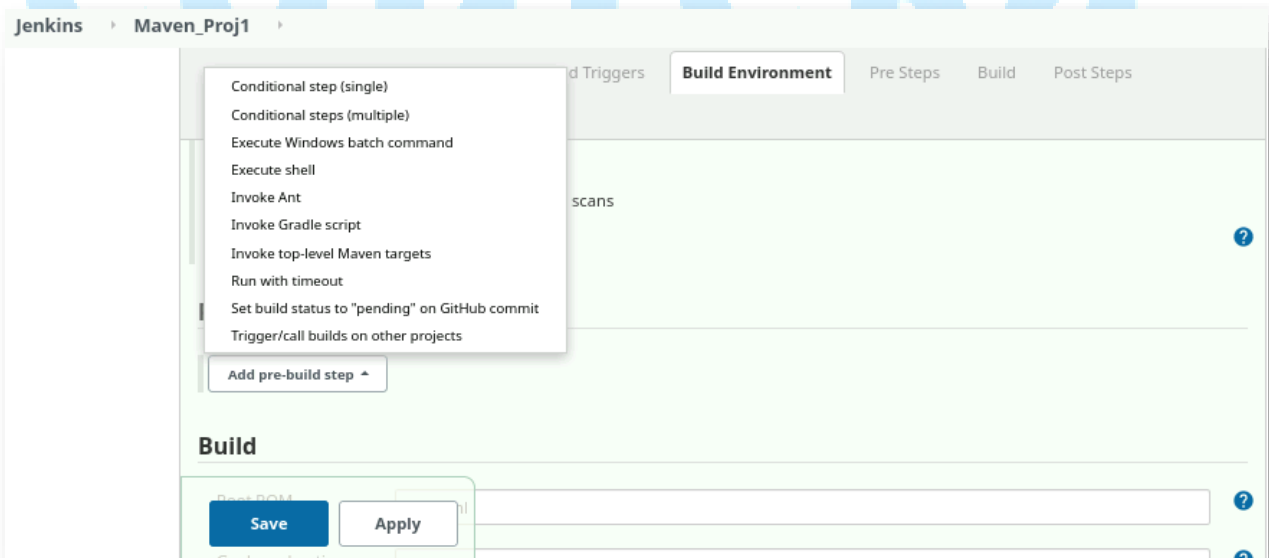 Jenkins Maven_Proj1
d Triggers Build Environment Pre Steps Build Post Steps
Conditional step (single)
Conditional steps (multiple)
Execute Windows batch command
Execute shell
Invoke Ant
scans
Invoke Gradle script
Invoke top-level Maven targets
Run with timeout
Set build status to "pending" on GitHub commit
Trigger/call builds on other projects
Add pre-build step
Build
Root POM
Save Apply